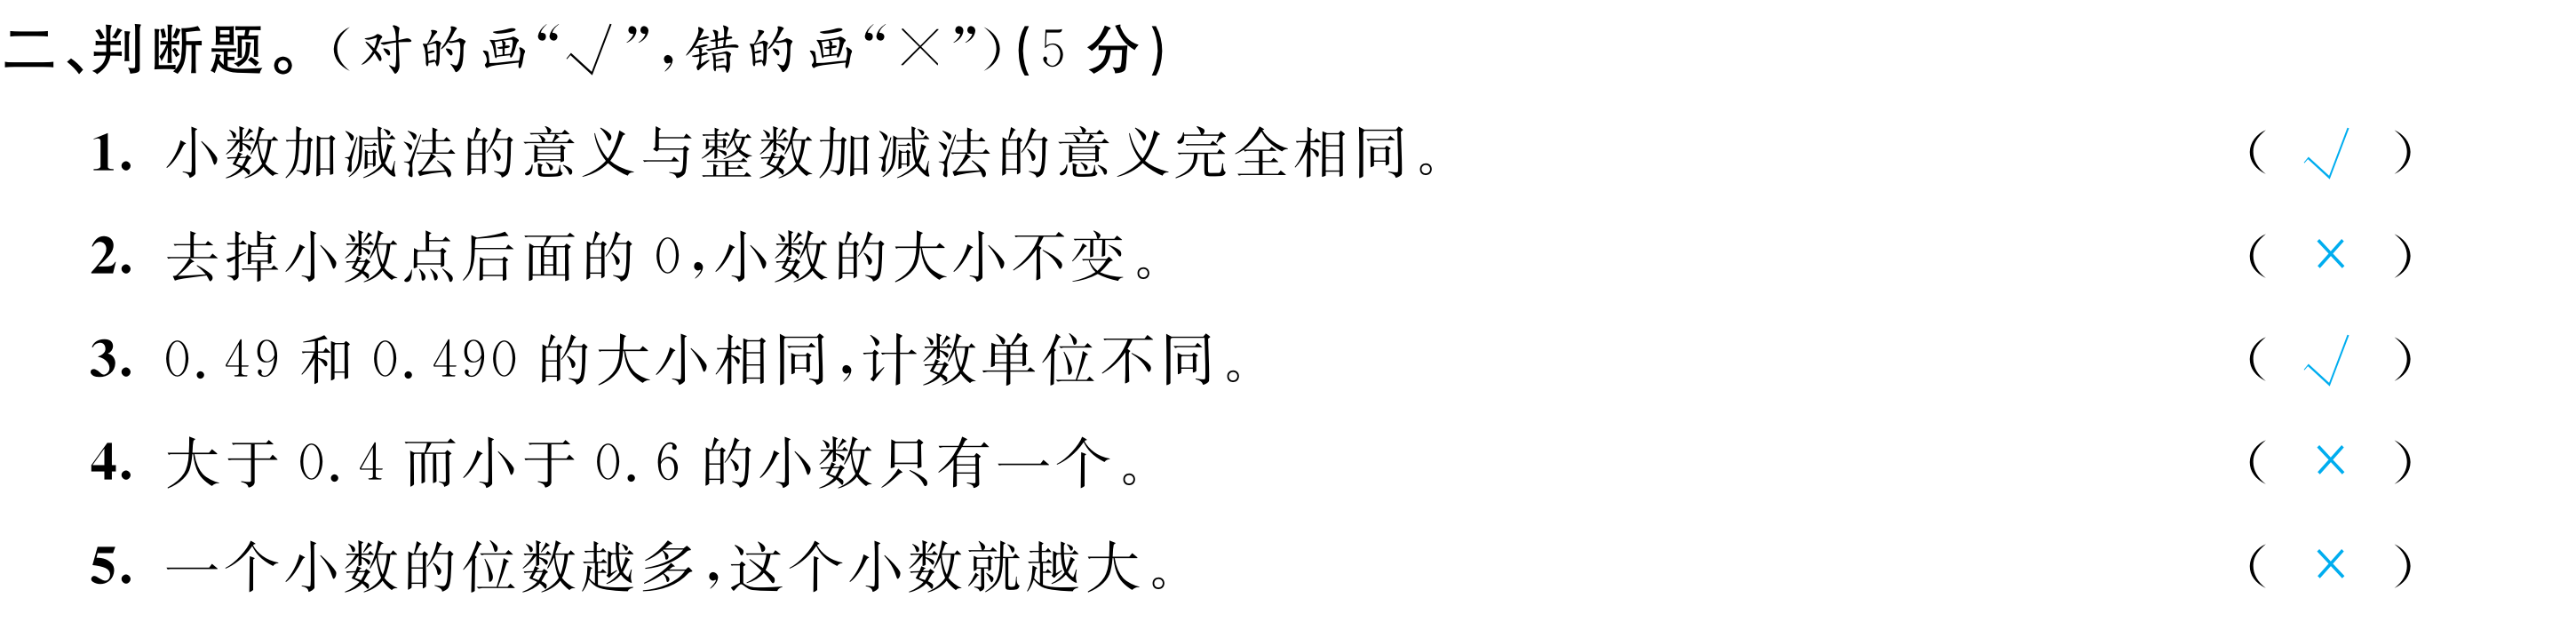 二、判断题。(对的画“√”,错的画“×”)(5 分)
1. 小数加减法的意义与整数加减法的意义完全相同。 ( √ )
2. 去掉小数点后面的 0,小数的大小不变。 ( × )
3. 0.49 和 0.490 的大小相同,计数单位不同。 ( √ )
4. 大于 0.4 而小于 0.6 的小数只有一个。 ( × )
5. 一个小数的位数越多,这个小数就越大。 ( × )